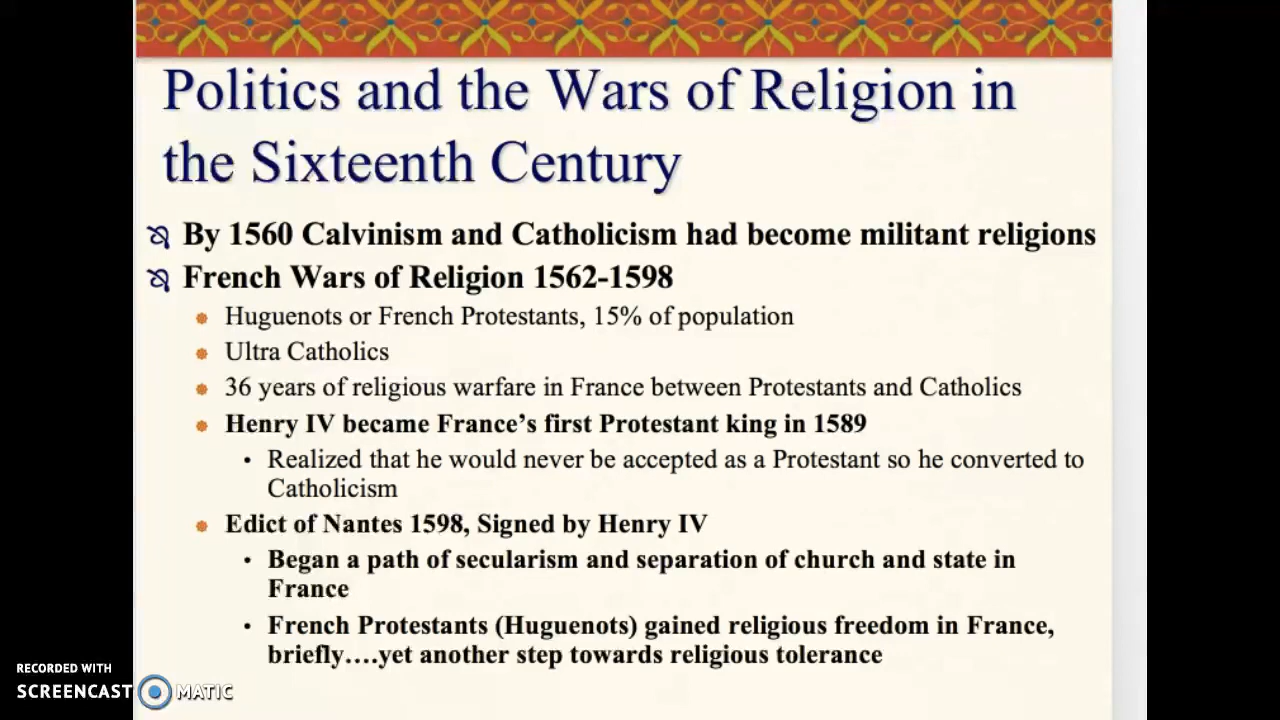 Politics and the Wars of Religion in
the Sixteenth Century
By 1560 Calvinism and Catholicism had become militant religions
French Wars of Religion 1562-1598
Huguenots or French Protestants, 15% of population
Ultra Catholics
36 years of religious warfare in France between Protestants and Catholics
Henry IV became France’s first Protestant king in 1589
Realized that he would never be accepted as a Protestant so he converted to
Catholicism
Edict of Nantes 1598, Signed by Henry IV
Began a path of secularism and separation of church and state in
France
French Protestants (Huguenots) gained religious freedom in France,
briefly….yet another step towards religious tolerance
RECORDED WITH
SCREENCAST MATIC